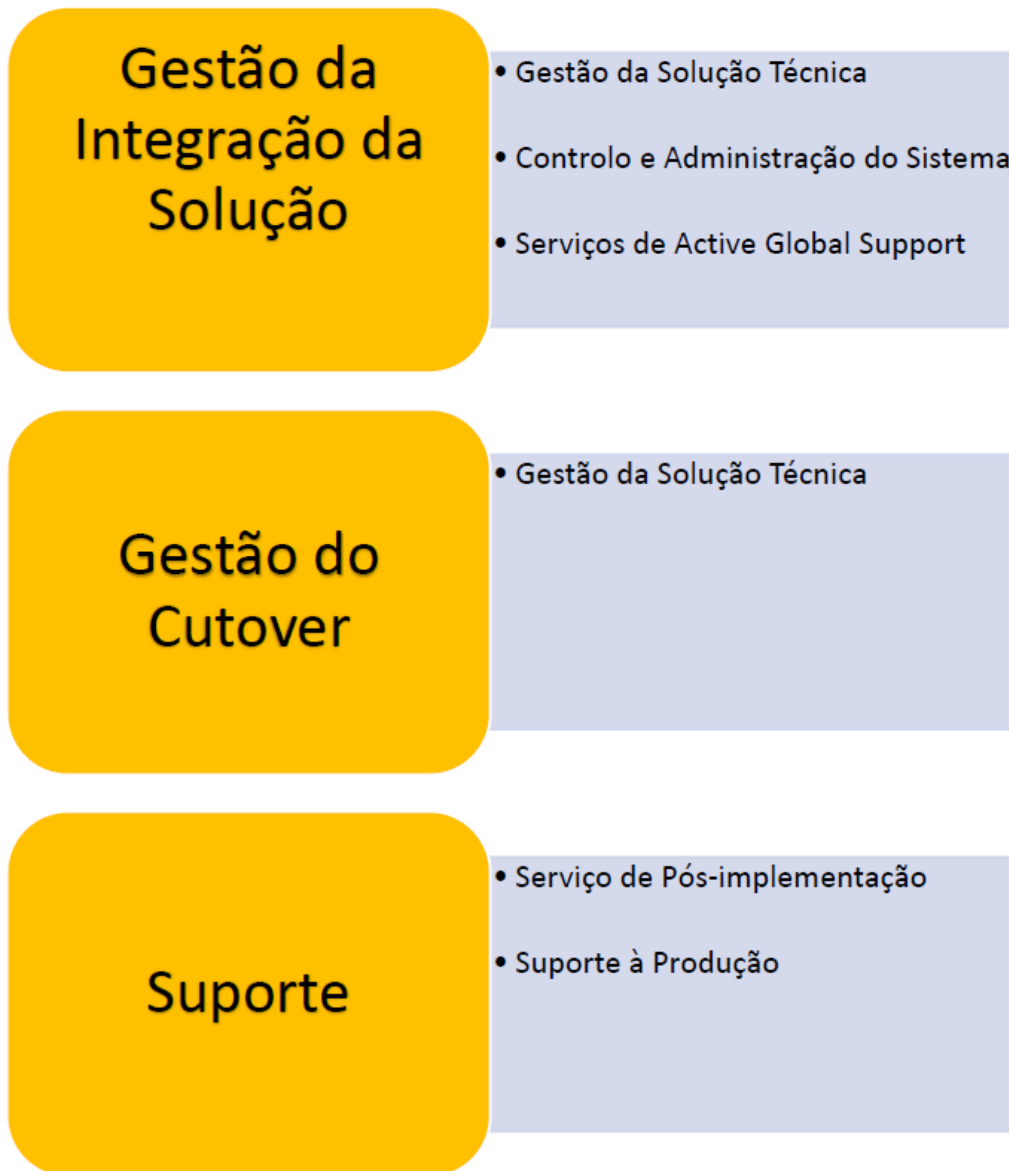 Gestão da
Integração da
Solução
• Gestão da Solução Técnica
• Controlo e Administração do Sistema
• Serviços de Active Global Support
Gestão do
Cutover
• Gestão da Solução Técnica
Suporte
• Serviço de Pós-implementação
• Suporte à Produção